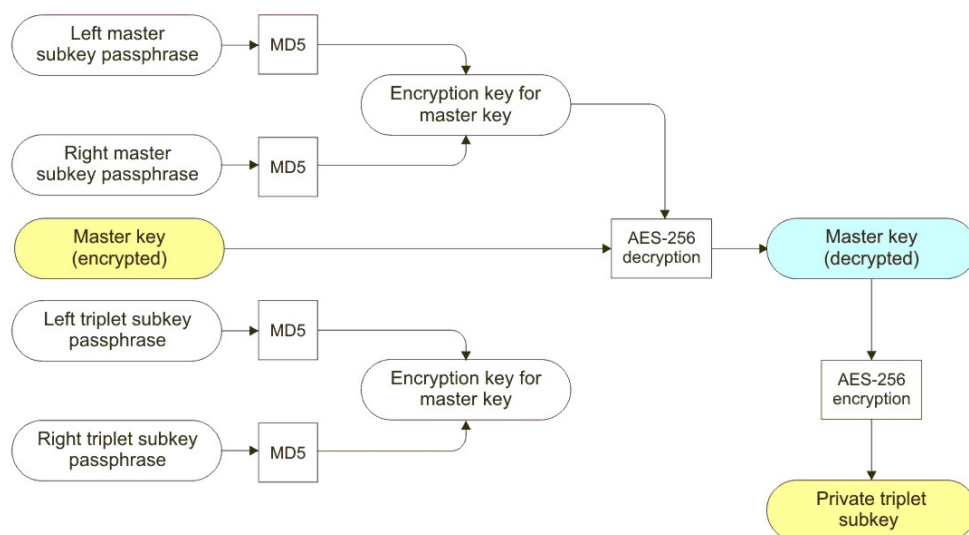 Left master
subkey passphrase
MD5
Encryption key for
master key
Right master
subkey passphrase
MD5
Master key
(encrypted)
AES-256
decryption
Master key
(decrypted)
Left triplet subkey
passphrase
MD5
Encryption key for
master key
AES-256
encryption
Right triplet subkey
passphrase
MD5
Private triplet
subkey